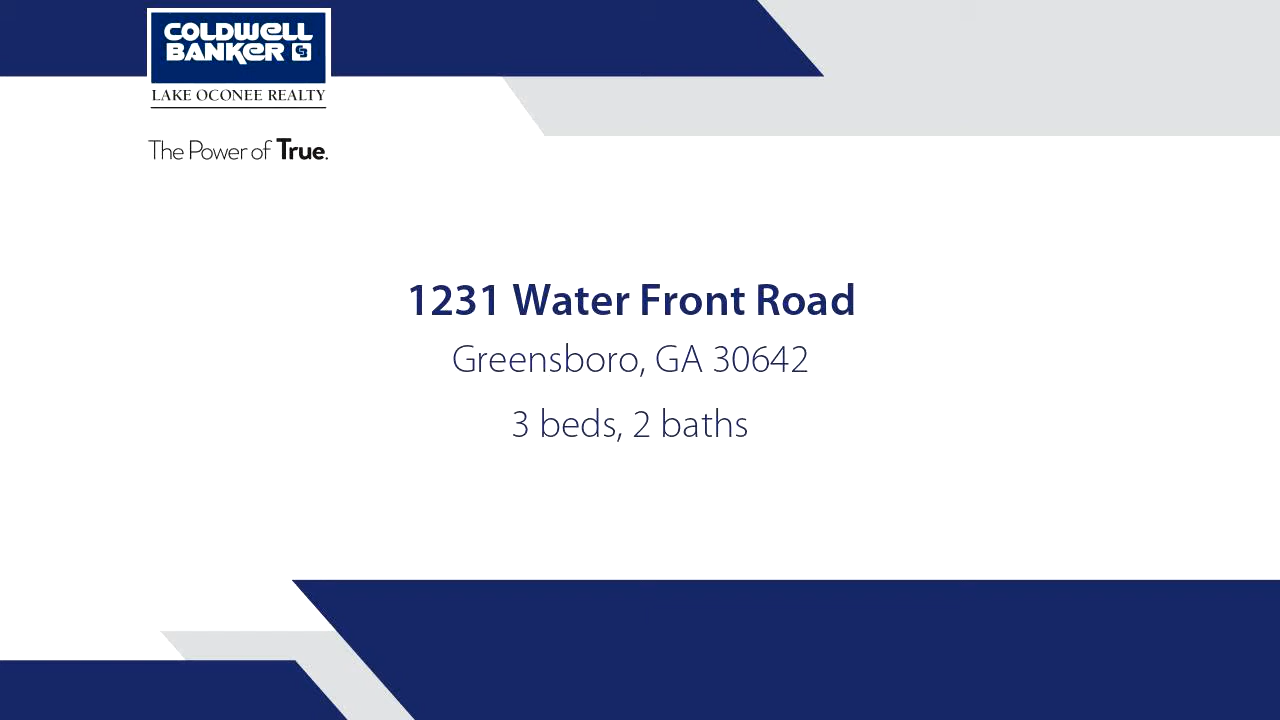 COLDWELL
BANKER CB
LAKE OCONEE REALTY
The Power of True.
1231 Water Front Road
Greensboro, GA 30642
3 beds, 2 baths